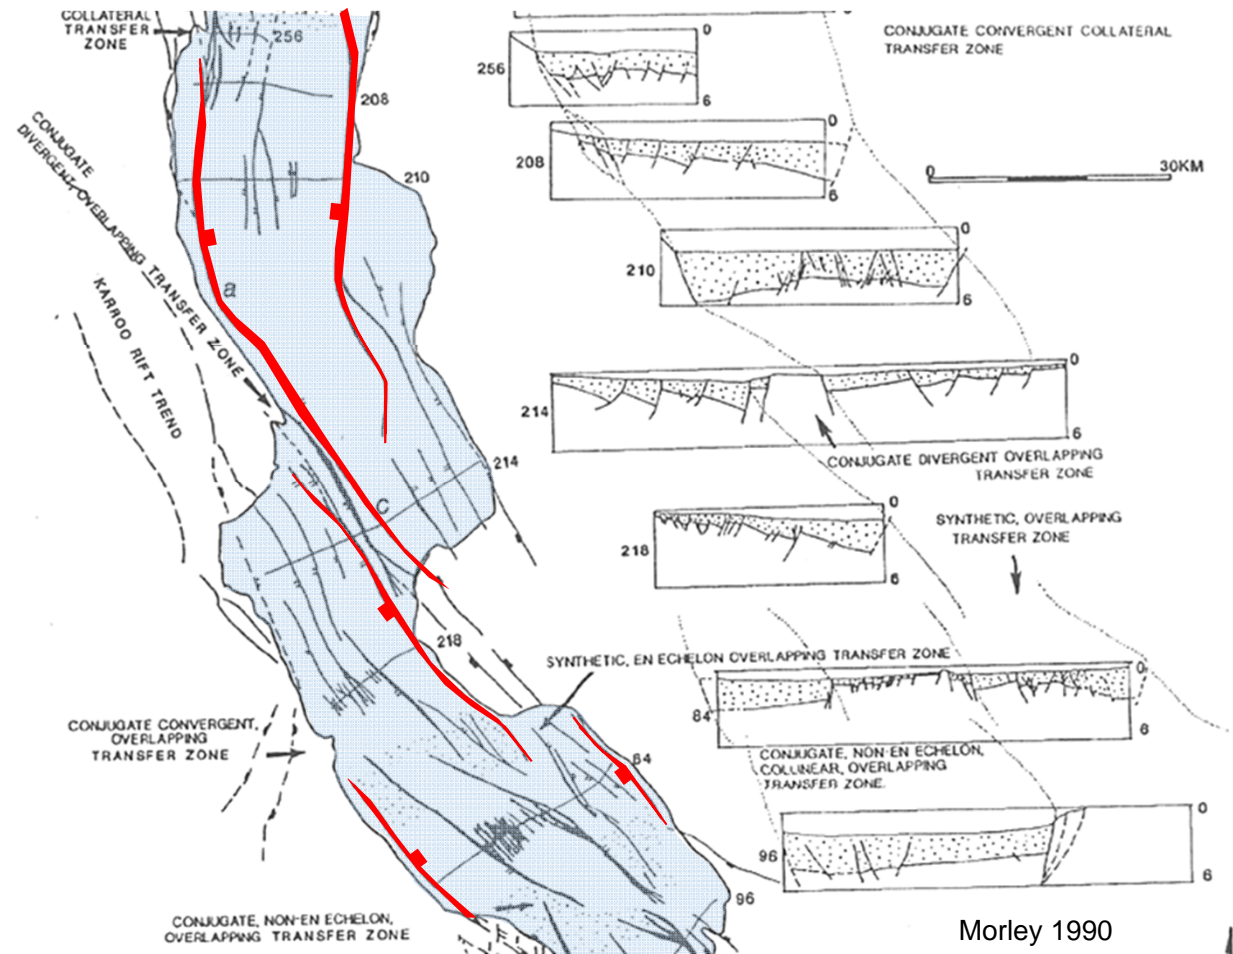 COLLATERAL
TRANSFER
ZONE
256
208
CONJUGATE
DIVERGENT, OVERLAPPING TRANSFER ZONE
210
KARROO RIFT TREND
a
c
214
218
CONJUGATE CONVERGENT,
OVERLAPPING
TRANSFER ZONE
84
96
CONJUGATE, NON-EN ECHELON,
OVERLAPPING TRANSFER ZONE
CONJUGATE CONVERGENT COLLATERAL
TRANSFER ZONE
0
256
6
0
208
6
0 30KM
0
210
6
0
214
6
CONJUGATE DIVERGENT OVERLAPPING
TRANSFER ZONE
0
218
6
SYNTHETIC, OVERLAPPING
TRANSFER ZONE
SYNTHETIC, EN ECHELON OVERLAPPING TRANSFER ZONE
0
84
6
CONJUGATE, NON-EN ECHELON,
COLLINEAR, OVERLAPPING
TRANSFER ZONE.
0
96
6
Morley 1990